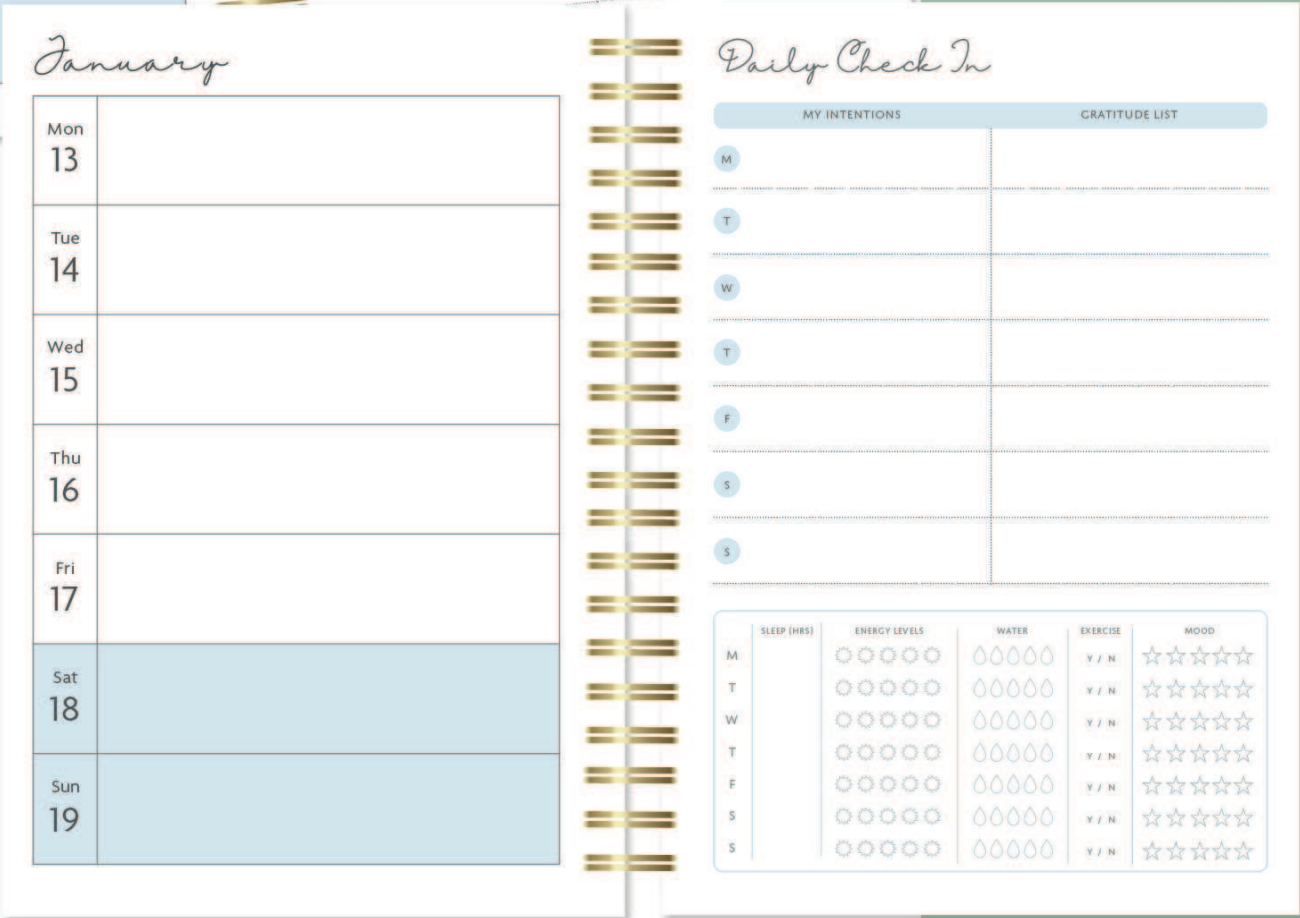 January
Mon
13
Tue
14
Wed
15
Thu
16
Fri
17
Sat
18
Sun
19
Daily Check In
MY INTENTIONS GRATITUDE LIST
M
T
W
T
F
S
S
SLEEP (HRS) ENERGY LEVELS WATER EXERCISE MOOD
M Y / N
T Y / N
W Y / N
T Y / N
F Y / N
S Y / N
S Y / N